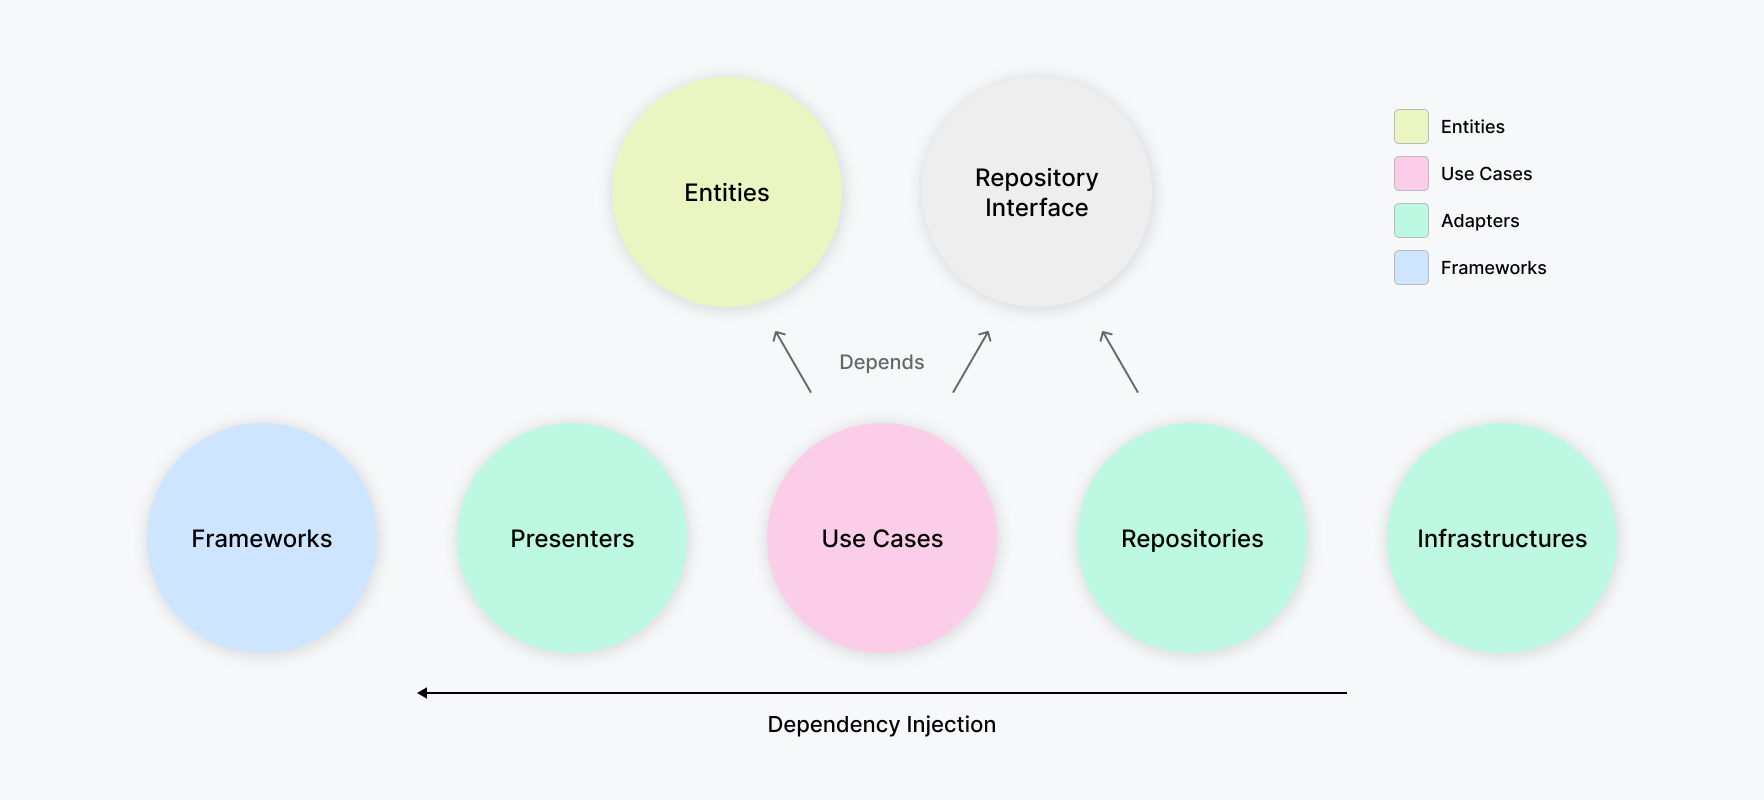 Entities
Repository
Interface
Entities
Use Cases
Adapters
Frameworks
Depends
Frameworks
Presenters
Use Cases
Repositories
Infrastructures
Dependency Injection